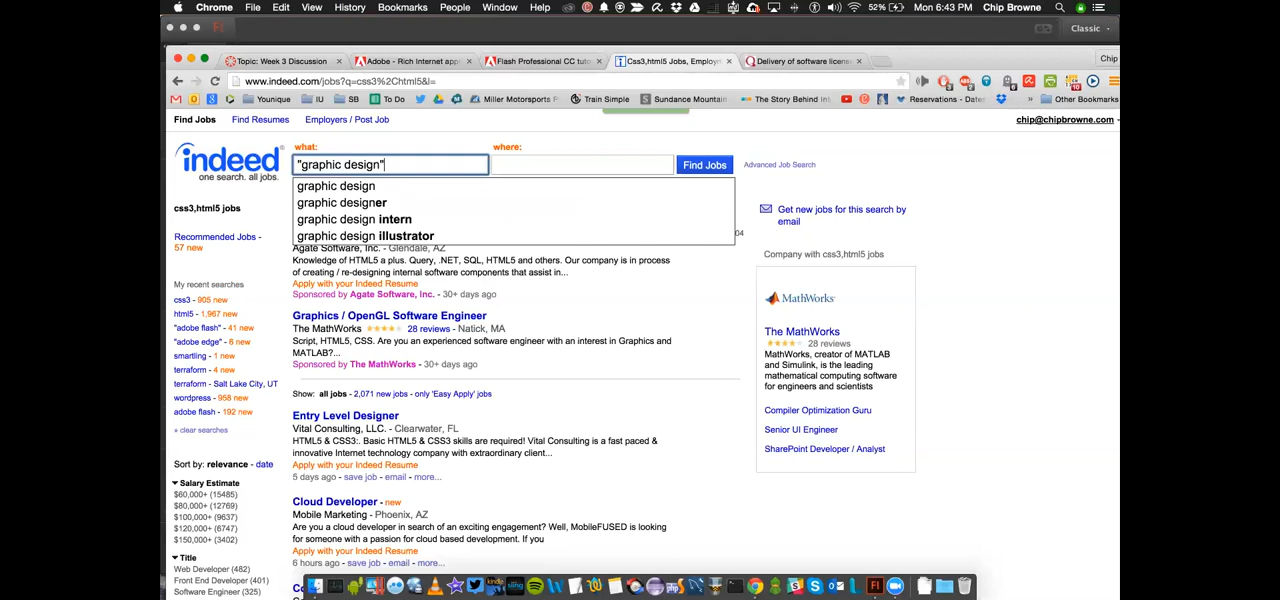 Chrome File Edit View History Bookmarks People Window Help 52% Mon 6:43 PM Chip Browne
Classic
Topic: Week 3 Discussion Adobe - Rich Internet appl Flash Professional CC tuto Css3,html5 Jobs, Employm Delivery of software license Chip
www.indeed.com/jobs?q=css3%2Chtml5&l=
Younique IU SB To Do Miller Motorsports P Train Simple Sundance Mountain The Story Behind In Reservations - Date Other Bookmarks
Find Jobs Find Resumes Employers / Post Job chip@chipbrowne.com
what: where:
indeed "graphic design" Find Jobs Advanced Job Search
one search. all jobs.
graphic design
graphic designer
graphic design intern
graphic design illustrator
css3,html5 jobs
Recommended Jobs -
57 new
My recent searches
css3 - 905 new
html5 - 1,967 new
"adobe flash" - 41 new
"adobe edge" - 6 new
smartling - 1 new
terraform - 4 new
terraform - Salt Lake City, UT
wordpress - 958 new
adobe flash - 192 new
» clear searches
Sort by: relevance - date
Salary Estimate
$60,000+ (15485)
$80,000+ (12769)
$100,000+ (9637)
$120,000+ (6747)
$150,000+ (3402)
Title
Web Developer (482)
Front End Developer (401)
Software Engineer (325)
04
Agate Software, Inc. - Glendale, AZ
Knowledge of HTML5 a plus. Query, .NET, SQL, HTML5 and others. Our company is in process
of creating / re-designing internal software components that assist in...
Apply with your Indeed Resume
Sponsored by Agate Software, Inc. - 30+ days ago
Graphics / OpenGL Software Engineer
The MathWorks 28 reviews - Natick, MA
Script, HTML5, CSS. Are you an experienced software engineer with an interest in Graphics and
MATLAB?...
Sponsored by The MathWorks - 30+ days ago
Show: all jobs - 2,071 new jobs - only 'Easy Apply' jobs
Entry Level Designer
Vital Consulting, LLC. - Clearwater, FL
HTML5 & CSS3:. Basic HTML5 & CSS3 skills are required! Vital Consulting is a fast paced &
innovative Internet technology company with extraordinary client...
Apply with your Indeed Resume
5 days ago - save job - email - more...
Cloud Developer - new
Mobile Marketing - Phoenix, AZ
Are you a cloud developer in search of an exciting engagement? Well, MobileFUSED is looking
for someone with a passion for cloud based development. If you
Apply with your Indeed Resume
6 hours ago - save job - email - more...
Get new jobs for this search by
email
Company with css3,html5 jobs
MathWorks
The MathWorks
28 reviews
MathWorks, creator of MATLAB
and Simulink, is the leading
mathematical computing software
for engineers and scientists
Compiler Optimization Guru
Senior UI Engineer
SharePoint Developer / Analyst